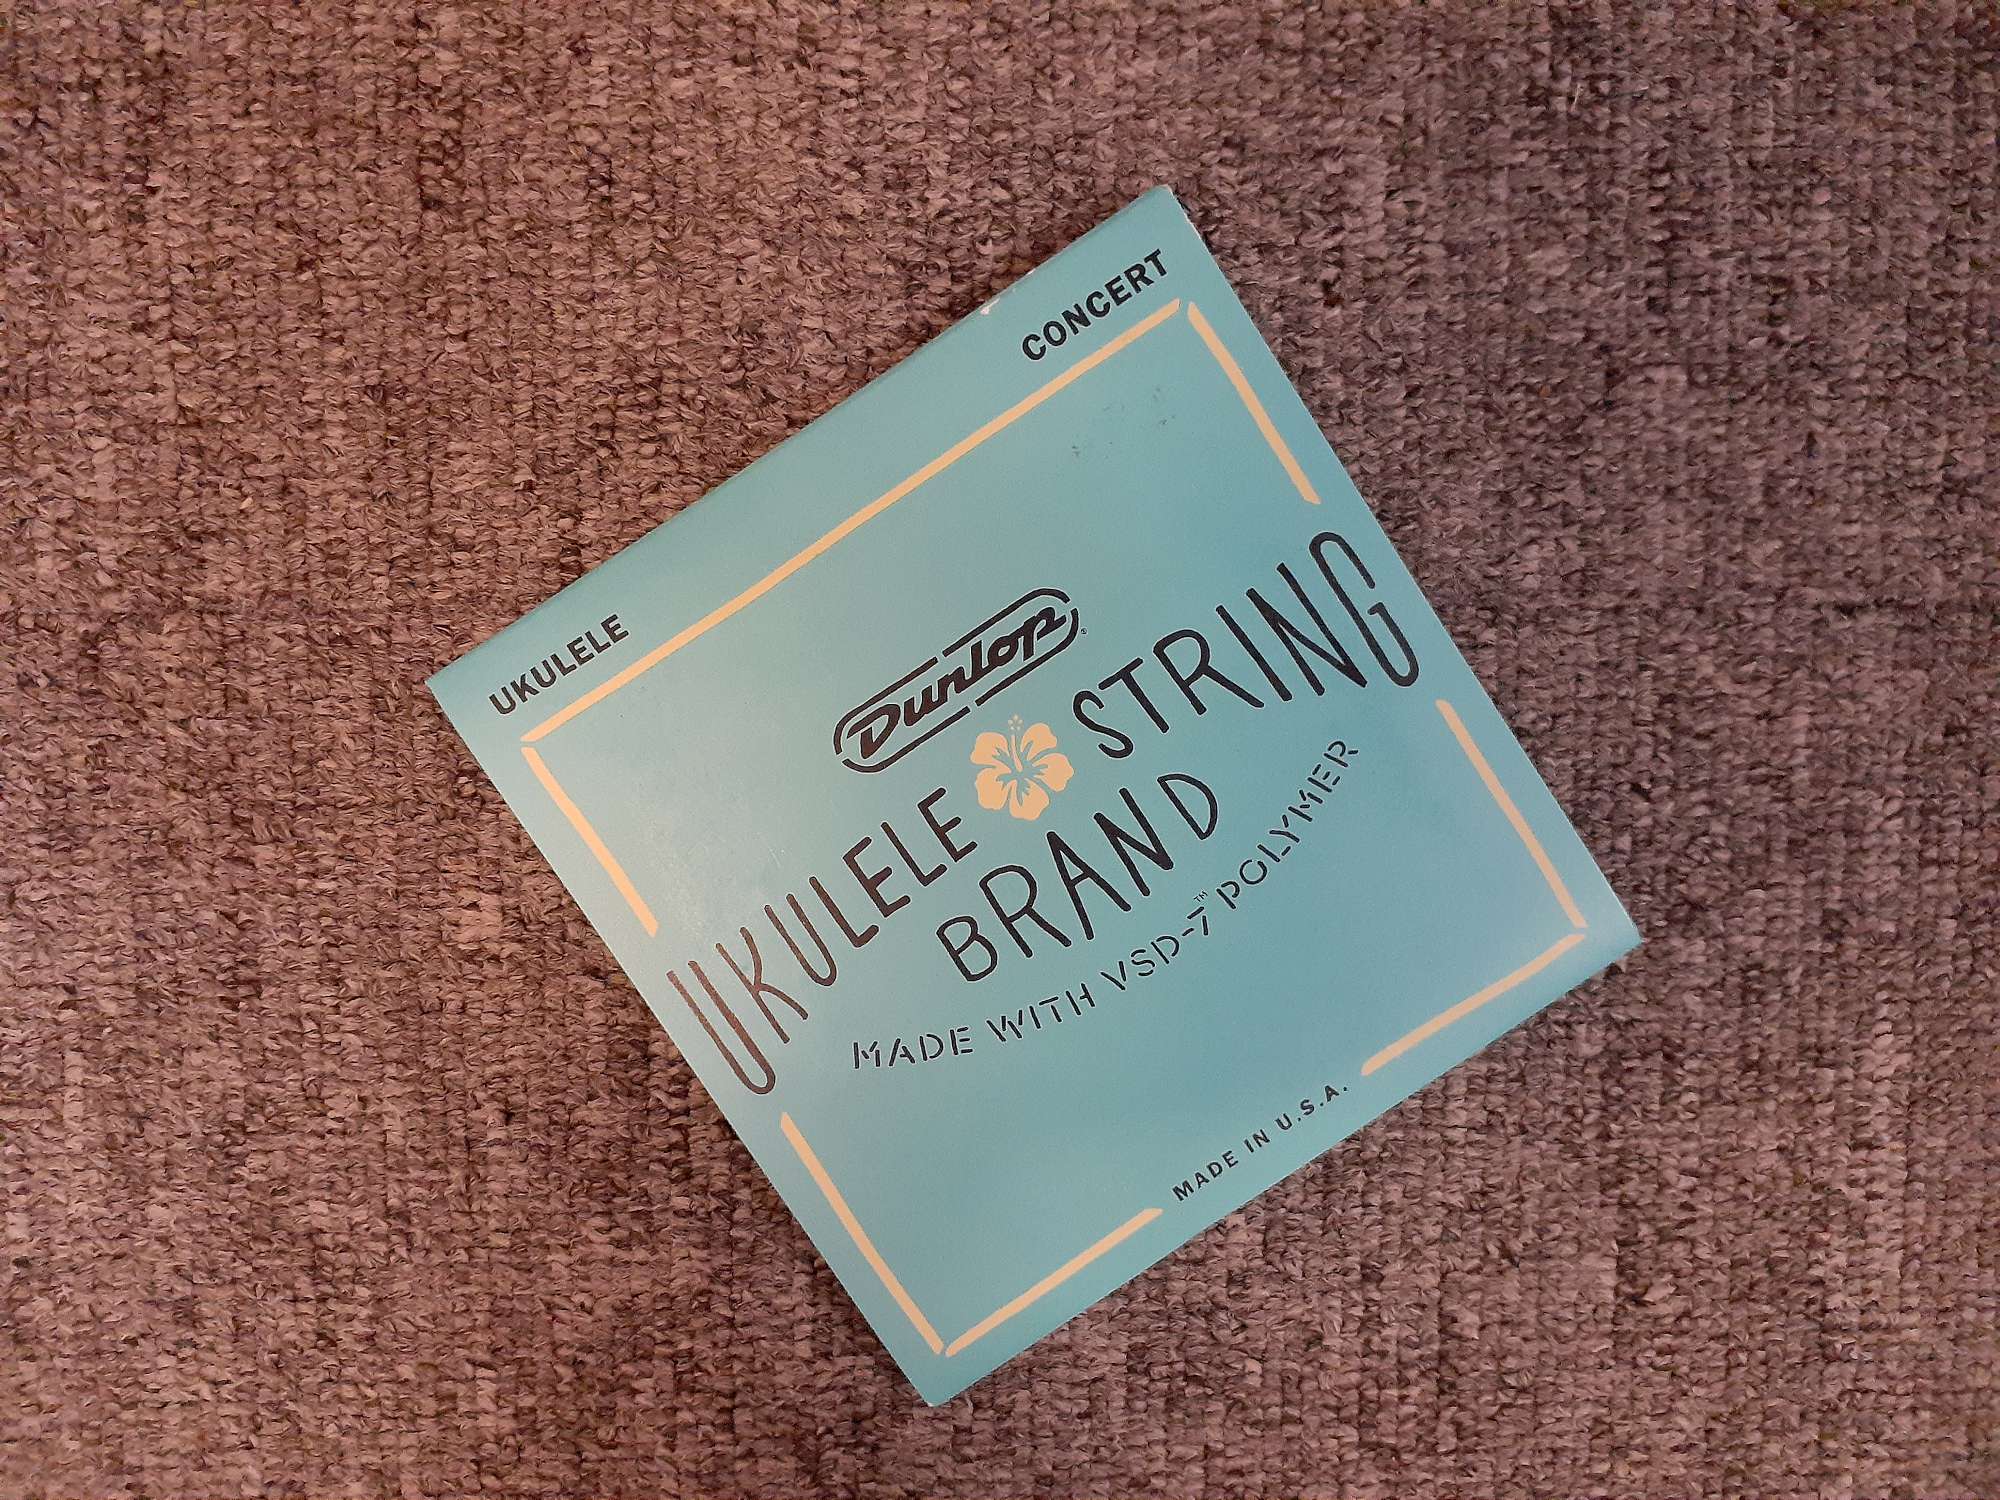 UKULELE CONCERT
Dunlop®
UKULELE STRING
BRAND
MADE WITH VSD-7™ POLYMER
MADE IN U.S.A.